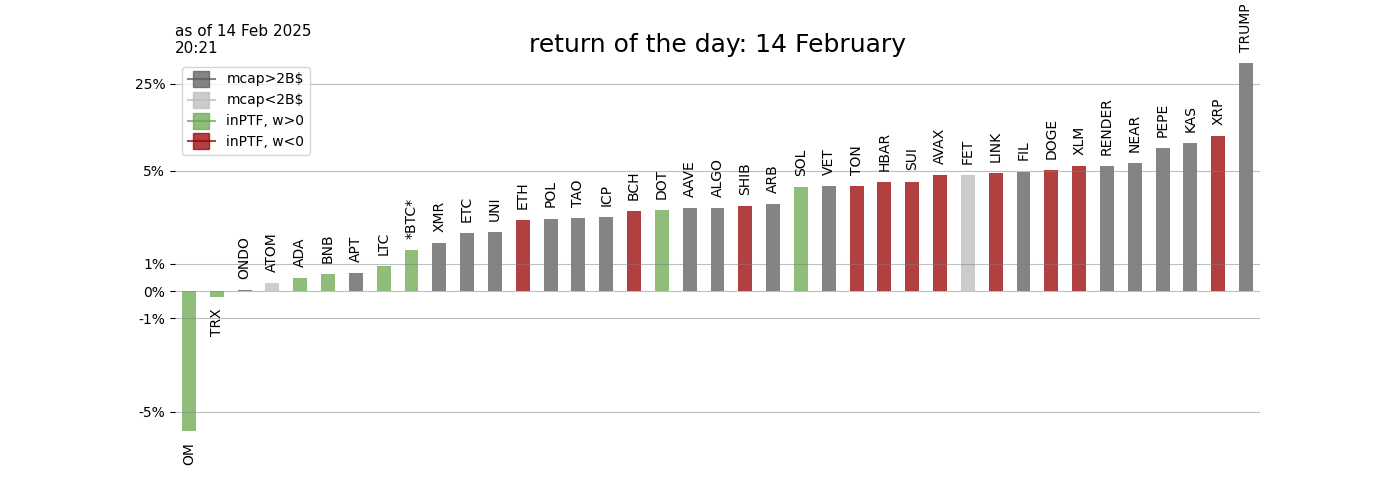 as of 14 Feb 2025
20:21
return of the day: 14 February
mcap>2B$
mcap<2B$
inPTF, w>0
inPTF, w<0
25%
5%
1%
0%
-1%
-5%
OM
TRX
ONDO
ATOM
ADA
BNB
APT
LTC
*BTC*
XMR
ETC
UNI
ETH
POL
TAO
ICP
BCH
DOT
AAVE
ALGO
SHIB
ARB
SOL
VET
TON
HBAR
SUI
AVAX
FET
LINK
FIL
DOGE
XLM
RENDER
NEAR
PEPE
KAS
XRP
TRUMP